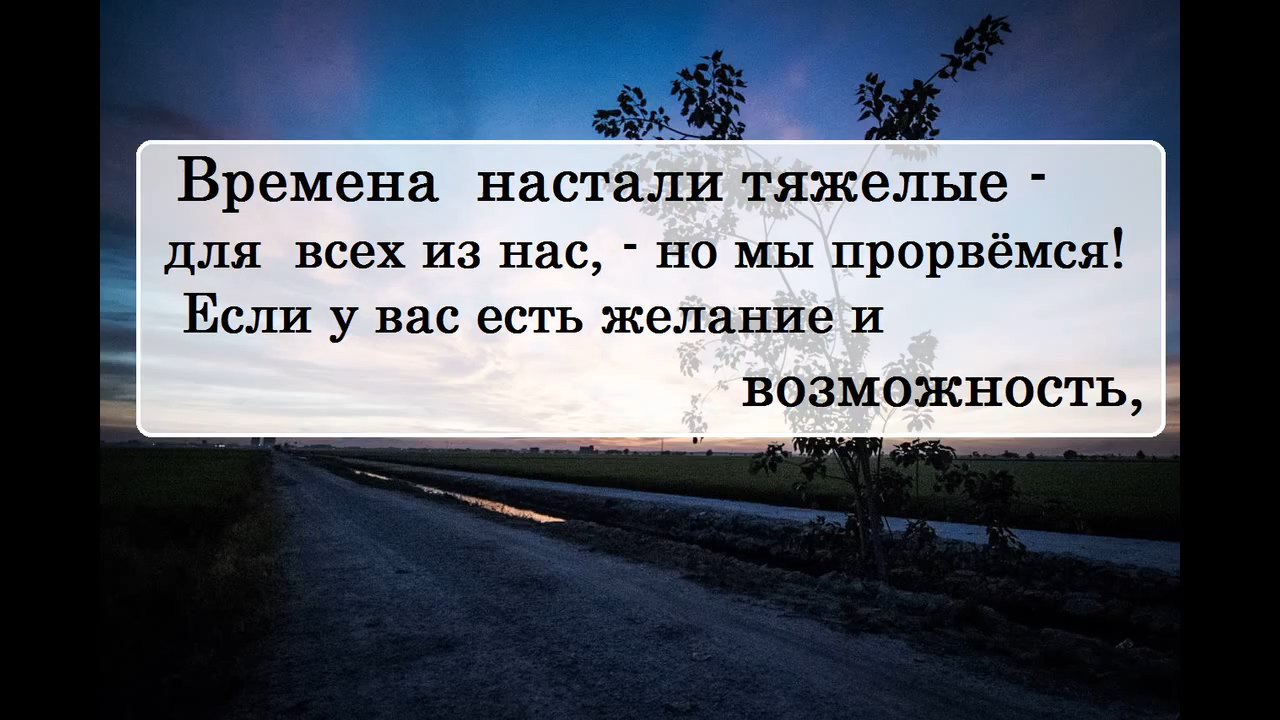 Времена настали тяжелые -
для всех из нас, - но мы прорвёмся!
Если у вас есть желание и
возможность,